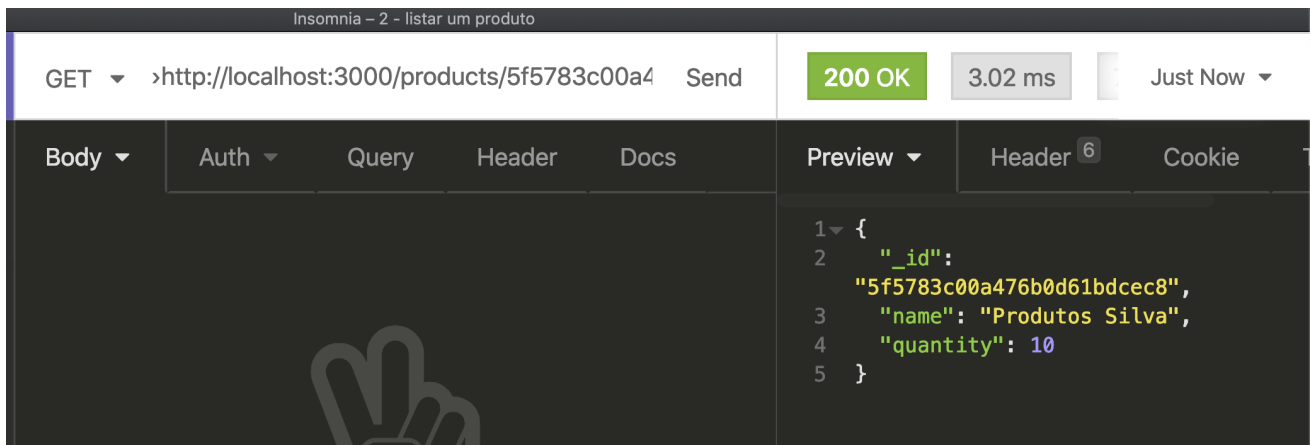 Insomnia – 2 - listar um produto
GET ›http://localhost:3000/products/5f5783c00a4 Send 200 OK 3.02 ms Just Now
Body Auth Query Header Docs Preview Header 6 Cookie
1 {
2 "_id":
"5f5783c00a476b0d61bdcec8",
3 "name": "Produtos Silva",
4 "quantity": 10
5 }